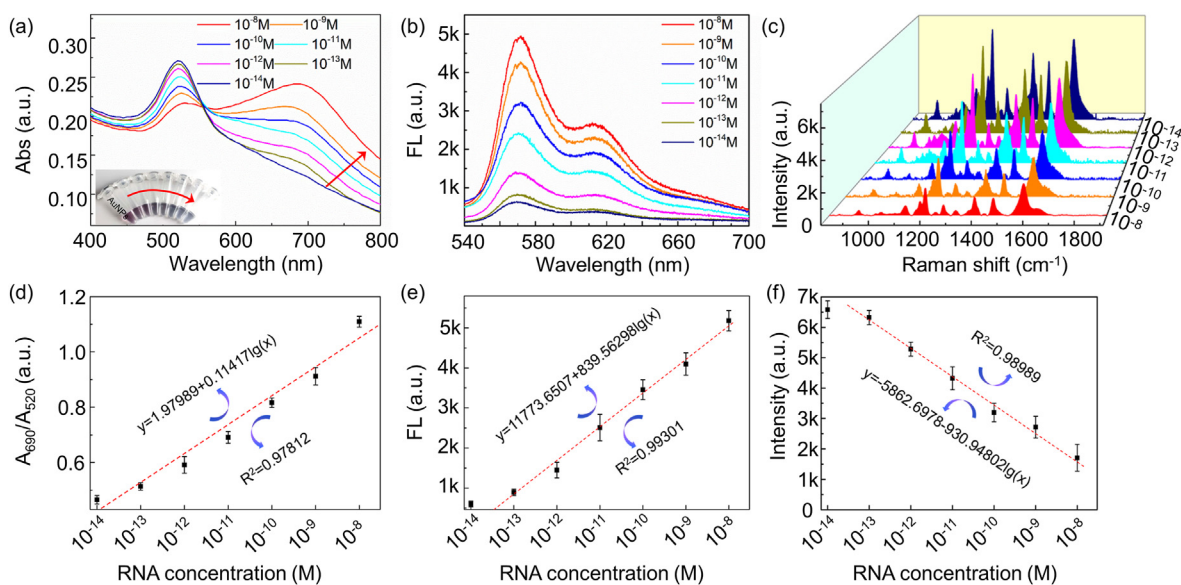 (a)
0.30
0.25
0.20
0.15
0.10
Abs (a.u.)
10⁻⁸M 10⁻⁹M
10⁻¹⁰M 10⁻¹¹M
10⁻¹²M 10⁻¹³M
10⁻¹⁴M
AuNPs
400 500 600 700 800
Wavelength (nm)
(b)
5k
4k
3k
2k
1k
FL (a.u.)
10⁻⁸M
10⁻⁹M
10⁻¹⁰M
10⁻¹¹M
10⁻¹²M
10⁻¹³M
10⁻¹⁴M
540 580 620 660 700
Wavelength (nm)
(c)
6k
4k
2k
0
Intensity (a.u.)
10⁻¹⁴
10⁻¹³
10⁻¹²
10⁻¹¹
10⁻¹⁰
10⁻⁹
10⁻⁸
1000 1200 1400 1600 1800
Raman shift (cm⁻¹)
(d)
1.2
1.0
0.8
0.6
A₆₉₀/A₅₂₀
y=1.97989+0.11417lg(x)
R²=0.97812
10⁻¹⁴ 10⁻¹³ 10⁻¹² 10⁻¹¹ 10⁻¹⁰ 10⁻⁹ 10⁻⁸
RNA concentration (M)
(e)
5k
4k
3k
2k
1k
FL (a.u.)
y=11773.6507+839.56298lg(x)
R²=0.99301
10⁻¹⁴ 10⁻¹³ 10⁻¹² 10⁻¹¹ 10⁻¹⁰ 10⁻⁹ 10⁻⁸
RNA concentration (M)
(f)
7k
6k
5k
4k
3k
2k
1k
0
Intensity (a.u.)
R²=0.98989
y=-5862.6978-930.94802lg(x)
10⁻¹⁴ 10⁻¹³ 10⁻¹² 10⁻¹¹ 10⁻¹⁰ 10⁻⁹ 10⁻⁸
RNA concentration (M)